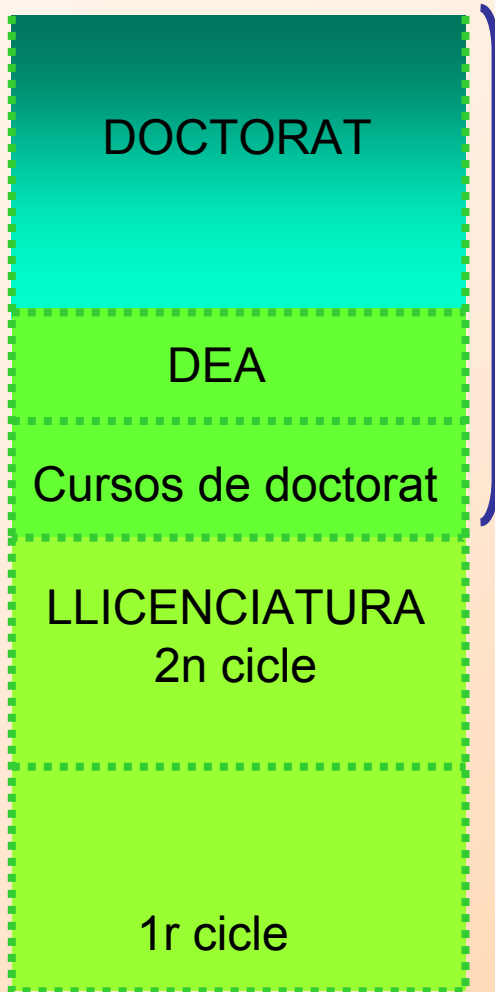 DOCTORAT
DEA
Cursos de doctorat
LLICENCIATURA
2n cicle
1r cicle